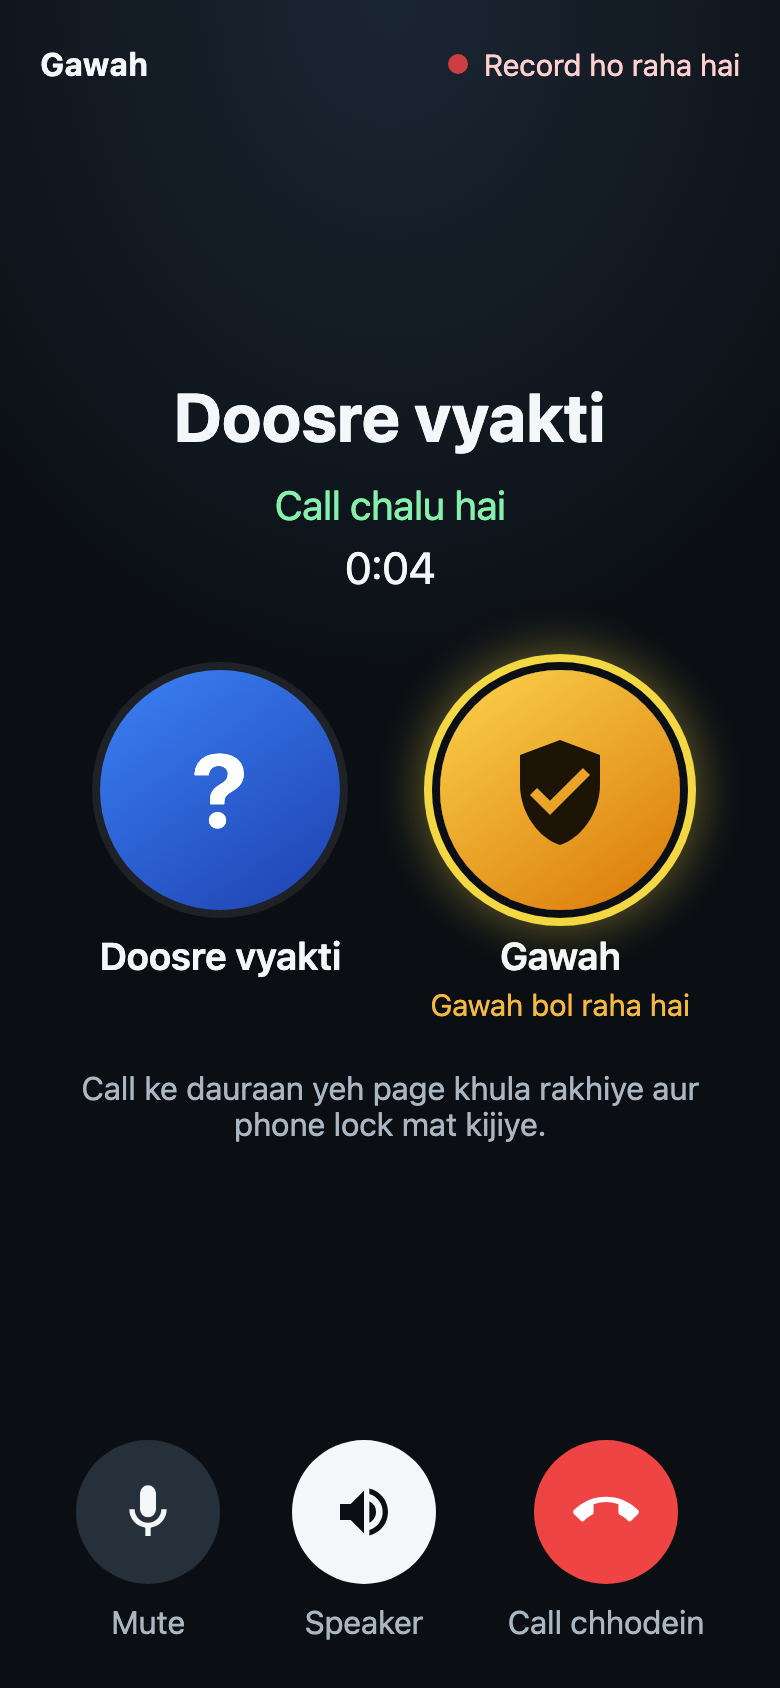 Gawah
Record ho raha hai
Doosre vyakti
Call chalu hai
0:04
?
Doosre vyakti
Gawah
Gawah bol raha hai
Call ke dauraan yeh page khula rakhiye aur
phone lock mat kijiye.
Mute
Speaker
Call chhodein